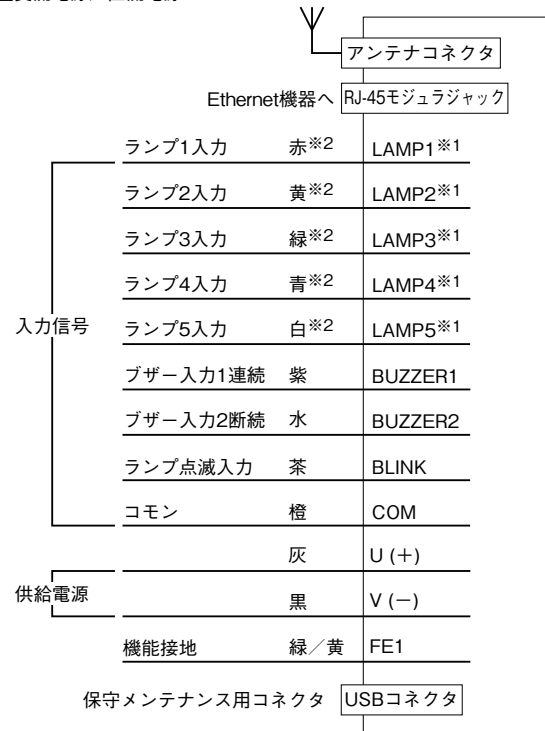 アンテナコネクタ
Ethernet機器へ RJ-45モジュラジャック
ランプ1入力 赤※2 LAMP1※1
ランプ2入力 黄※2 LAMP2※1
ランプ3入力 緑※2 LAMP3※1
ランプ4入力 青※2 LAMP4※1
入力信号
ランプ5入力 白※2 LAMP5※1
ブザー入力1連続 紫 BUZZER1
ブザー入力2断続 水 BUZZER2
ランプ点滅入力 茶 BLINK
コモン 橙 COM
灰 U (+)
供給電源
黒 V (−)
機能接地 緑/黄 FE1
保守メンテナンス用コネクタ USBコネクタ